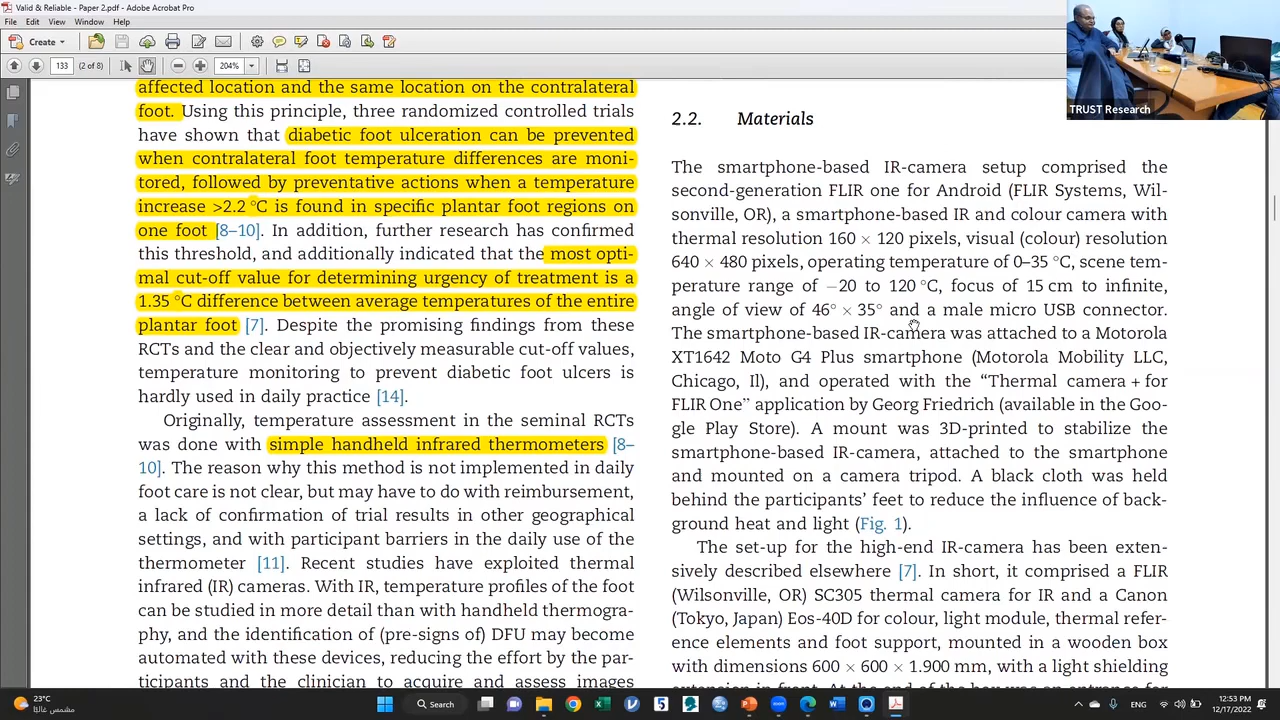 Valid & Reliable - Paper 2.pdf - Adobe Acrobat Pro
File Edit View Window Help
Create
133 (2 of 8) 204%
affected location and the same location on the contralateral
foot. Using this principle, three randomized controlled trials
have shown that diabetic foot ulceration can be prevented
when contralateral foot temperature differences are moni-
tored, followed by preventative actions when a temperature
increase >2.2 °C is found in specific plantar foot regions on
one foot [8–10]. In addition, further research has confirmed
this threshold, and additionally indicated that the most opti-
mal cut-off value for determining urgency of treatment is a
1.35 °C difference between average temperatures of the entire
plantar foot [7]. Despite the promising findings from these
RCTs and the clear and objectively measurable cut-off values,
temperature monitoring to prevent diabetic foot ulcers is
hardly used in daily practice [14].
Originally, temperature assessment in the seminal RCTs
was done with simple handheld infrared thermometers [8–
10]. The reason why this method is not implemented in daily
foot care is not clear, but may have to do with reimbursement,
a lack of confirmation of trial results in other geographical
settings, and with participant barriers in the daily use of the
thermometer [11]. Recent studies have exploited thermal
infrared (IR) cameras. With IR, temperature profiles of the foot
can be studied in more detail than with handheld thermogra-
phy, and the identification of (pre-signs of) DFU may become
automated with these devices, reducing the effort by the par-
ticipants and the clinician to acquire and assess images
2.2. Materials
The smartphone-based IR-camera setup comprised the
second-generation FLIR one for Android (FLIR Systems, Wil-
sonville, OR), a smartphone-based IR and colour camera with
thermal resolution 160 × 120 pixels, visual (colour) resolution
640 × 480 pixels, operating temperature of 0–35 °C, scene tem-
perature range of −20 to 120 °C, focus of 15 cm to infinite,
angle of view of 46° × 35° and a male micro USB connector.
The smartphone-based IR-camera was attached to a Motorola
XT1642 Moto G4 Plus smartphone (Motorola Mobility LLC,
Chicago, Il), and operated with the “Thermal camera + for
FLIR One” application by Georg Friedrich (available in the Goo-
gle Play Store). A mount was 3D-printed to stabilize the
smartphone-based IR-camera, attached to the smartphone
and mounted on a camera tripod. A black cloth was held
behind the participants’ feet to reduce the influence of back-
ground heat and light (Fig. 1).
The set-up for the high-end IR-camera has been exten-
sively described elsewhere [7]. In short, it comprised a FLIR
(Wilsonville, OR) SC305 thermal camera for IR and a Canon
(Tokyo, Japan) Eos-40D for colour, light module, thermal refer-
ence elements and foot support, mounted in a wooden box
with dimensions 600 × 600 × 1.900 mm, with a light shielding
TRUST Research
23°C
مشمس غالبًا
Search
ENG
12:53 PM
12/17/2022